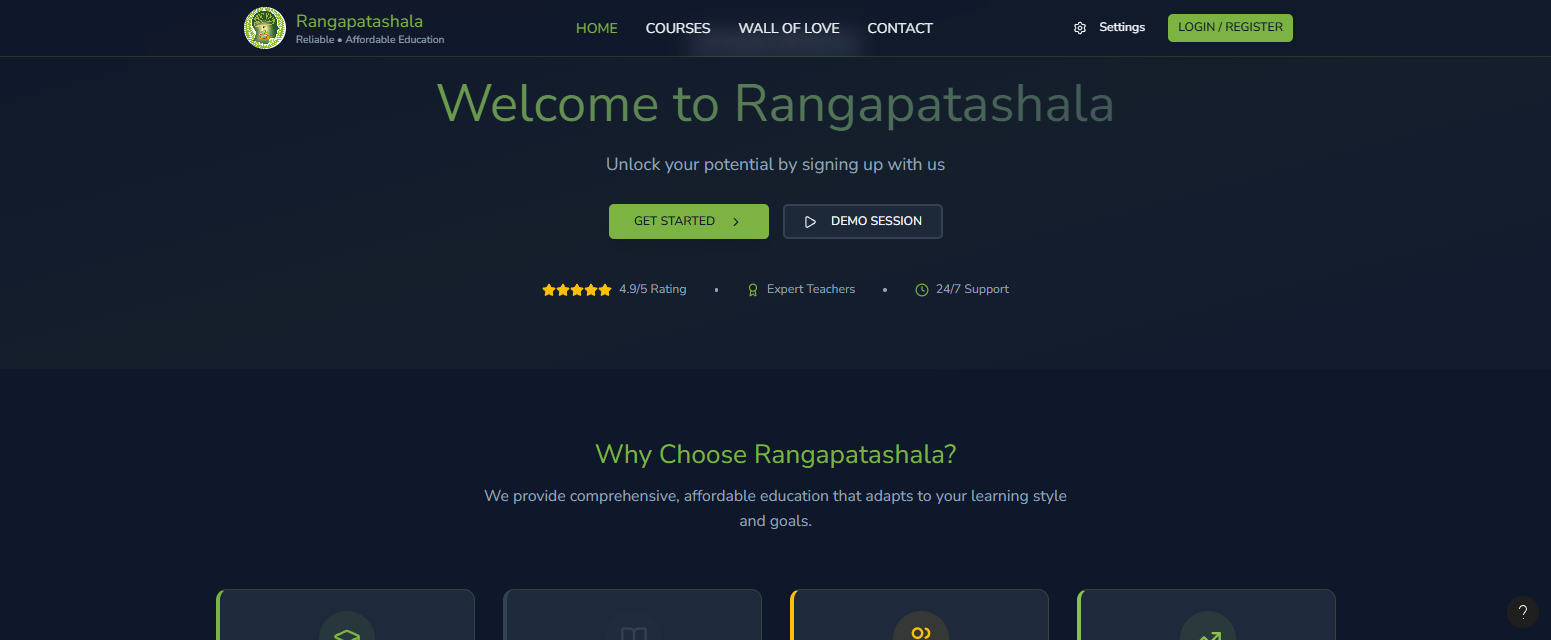 Rangapatashala
Reliable • Affordable Education
HOME
COURSES
WALL OF LOVE
CONTACT
Settings
LOGIN / REGISTER
Welcome to Rangapatashala
Unlock your potential by signing up with us
GET STARTED
DEMO SESSION
4.9/5 Rating
•
Expert Teachers
•
24/7 Support
Why Choose Rangapatashala?
We provide comprehensive, affordable education that adapts to your learning style
and goals.
?